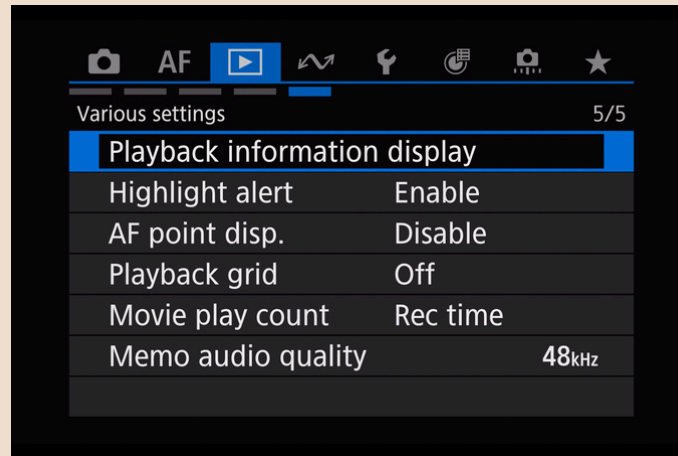 AF
Various settings 5/5
Playback information display
Highlight alert Enable
AF point disp. Disable
Playback grid Off
Movie play count Rec time
Memo audio quality 48kHz